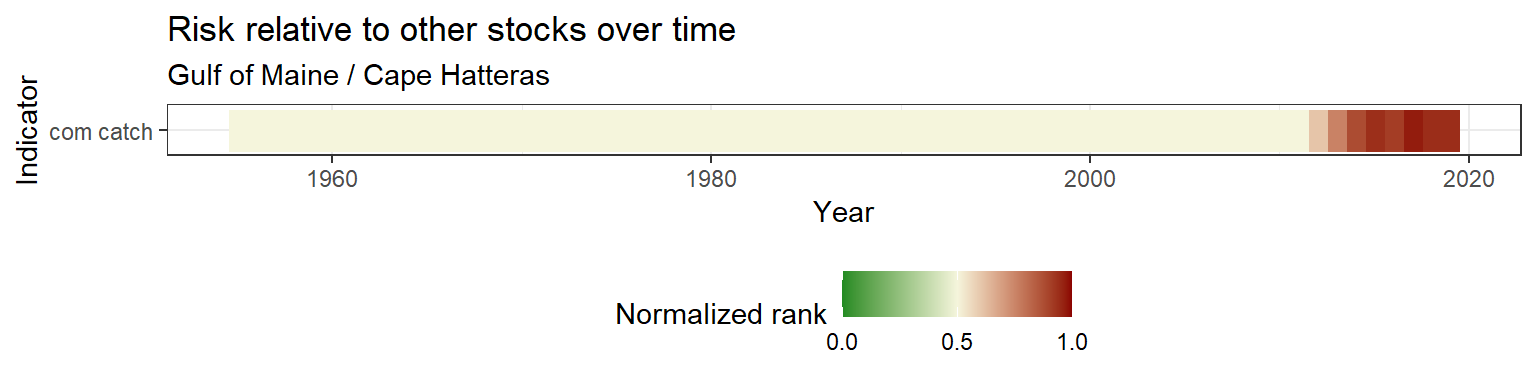 Risk relative to other stocks over time
Gulf of Maine / Cape Hatteras
Indicator
com catch
1960 1980 2000 2020
Year
Normalized rank
0.0 0.5 1.0